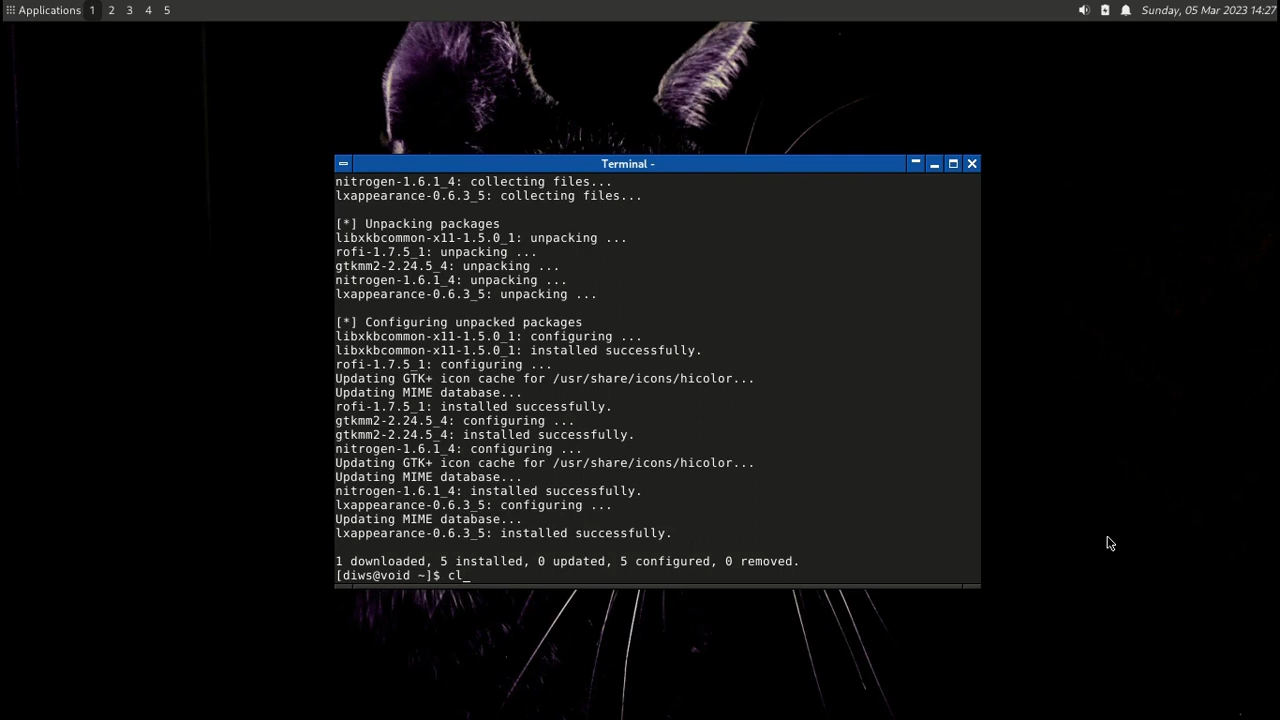 Applications 1 2 3 4 5 Sunday, 05 Mar 2023 14:27
Terminal -
nitrogen-1.6.1_4: collecting files...
lxappearance-0.6.3_5: collecting files...
[*] Unpacking packages
libxkbcommon-x11-1.5.0_1: unpacking ...
rofi-1.7.5_1: unpacking ...
gtkmm2-2.24.5_4: unpacking ...
nitrogen-1.6.1_4: unpacking ...
lxappearance-0.6.3_5: unpacking ...
[*] Configuring unpacked packages
libxkbcommon-x11-1.5.0_1: configuring ...
libxkbcommon-x11-1.5.0_1: installed successfully.
rofi-1.7.5_1: configuring ...
Updating GTK+ icon cache for /usr/share/icons/hicolor...
Updating MIME database...
rofi-1.7.5_1: installed successfully.
gtkmm2-2.24.5_4: configuring ...
gtkmm2-2.24.5_4: installed successfully.
nitrogen-1.6.1_4: configuring ...
Updating GTK+ icon cache for /usr/share/icons/hicolor...
Updating MIME database...
nitrogen-1.6.1_4: installed successfully.
lxappearance-0.6.3_5: configuring ...
Updating MIME database...
lxappearance-0.6.3_5: installed successfully.
1 downloaded, 5 installed, 0 updated, 5 configured, 0 removed.
[diws@void ~]$ cl_